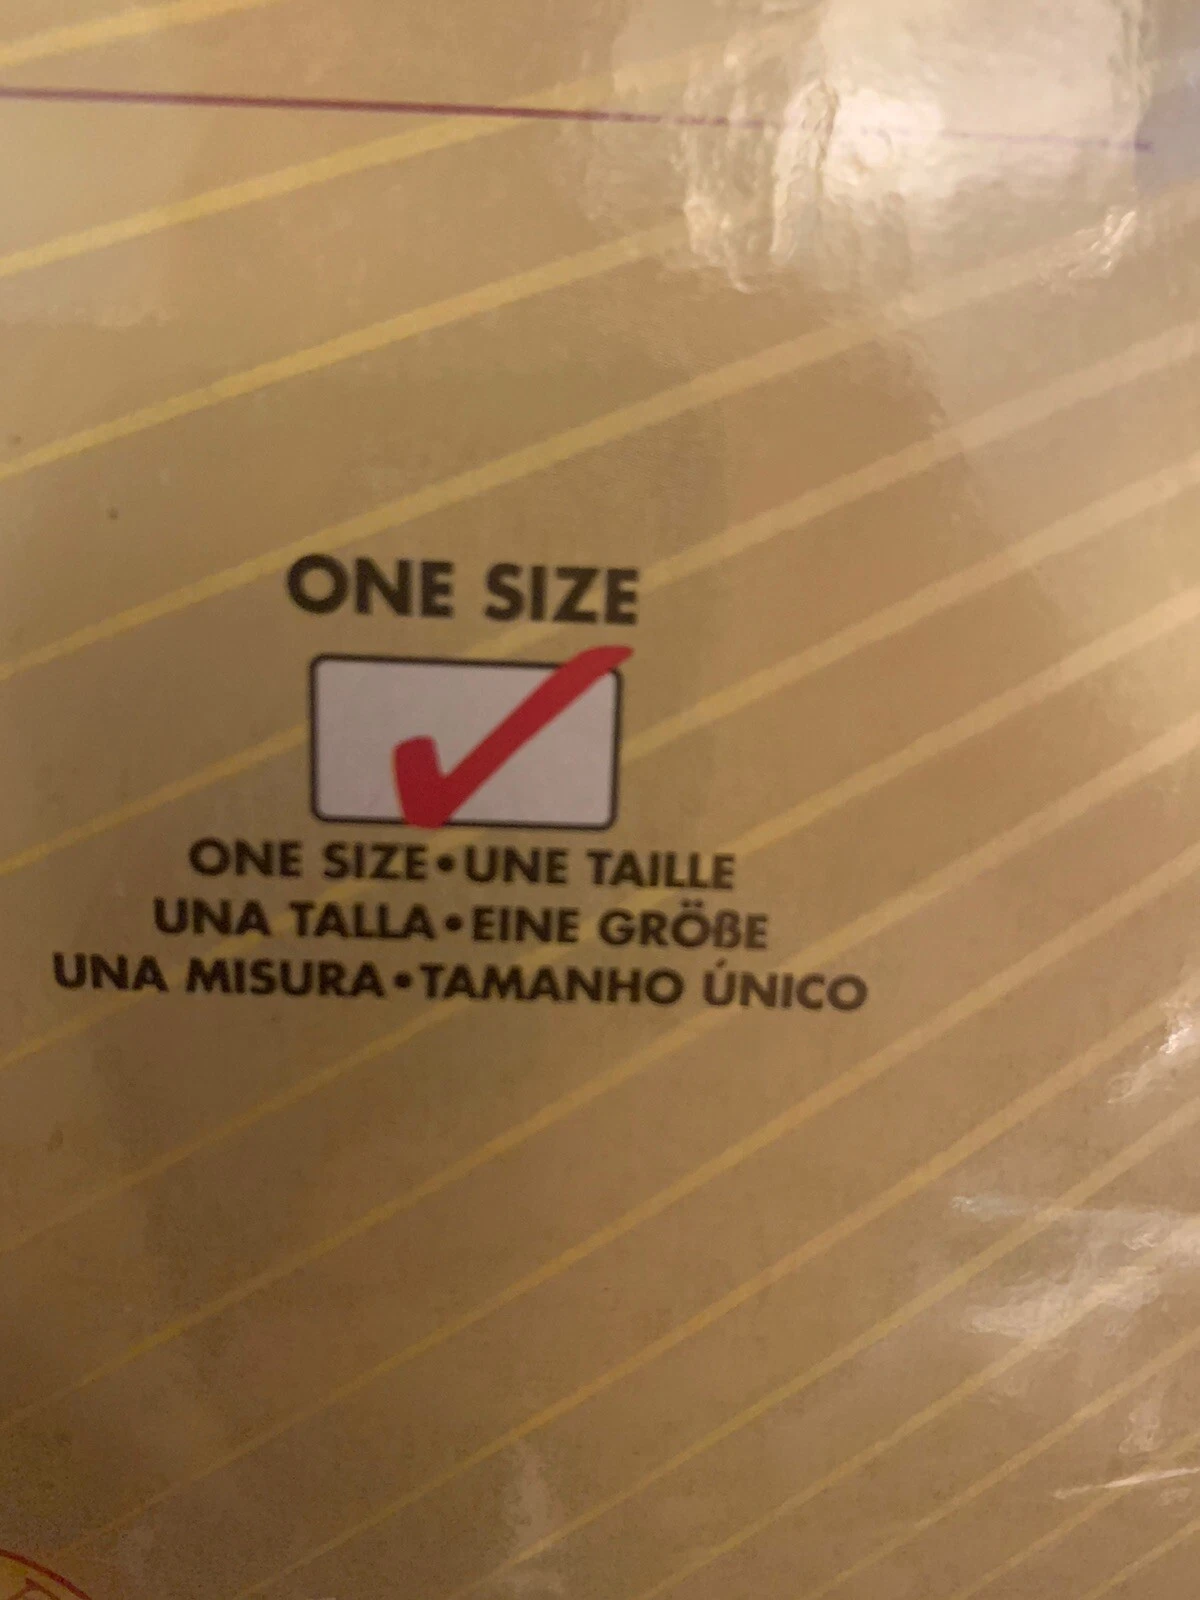 ONE SIZE
ONE SIZE•UNE TAILLE
UNA TALLA•EINE GRÖßE
UNA MISURA•TAMANHO ÚNICO